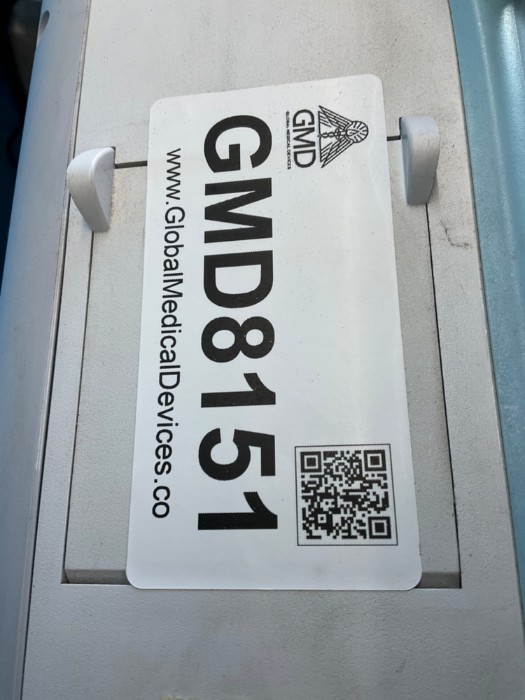 GMD
GLOBAL MEDICAL DEVICES
GMD8151
www.GlobalMedicalDevices.co